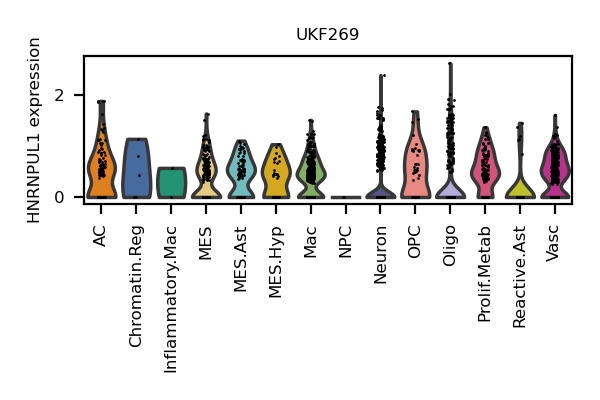 UKF269
HNRNPUL1 expression
2
0
AC
Chromatin.Reg
Inflammatory.Mac
MES
MES.Ast
MES.Hyp
Mac
NPC
Neuron
OPC
Oligo
Prolif.Metab
Reactive.Ast
Vasc